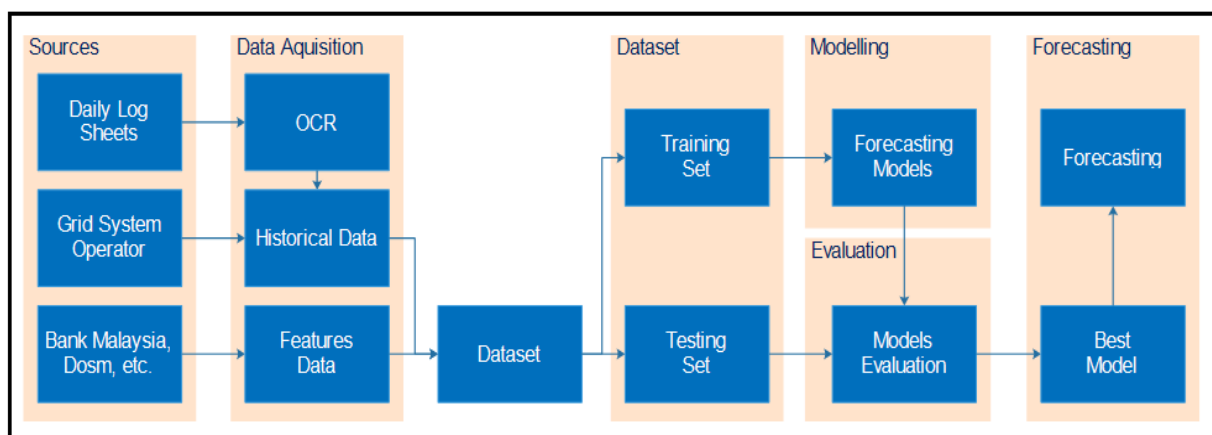 Sources
Daily Log
Sheets
Grid System
Operator
Bank Malaysia,
Dosm, etc.
Data Aquisition
OCR
Historical Data
Features
Data
Dataset
Dataset
Training
Set
Testing
Set
Modelling
Forecasting
Models
Evaluation
Models
Evaluation
Forecasting
Forecasting
Best
Model